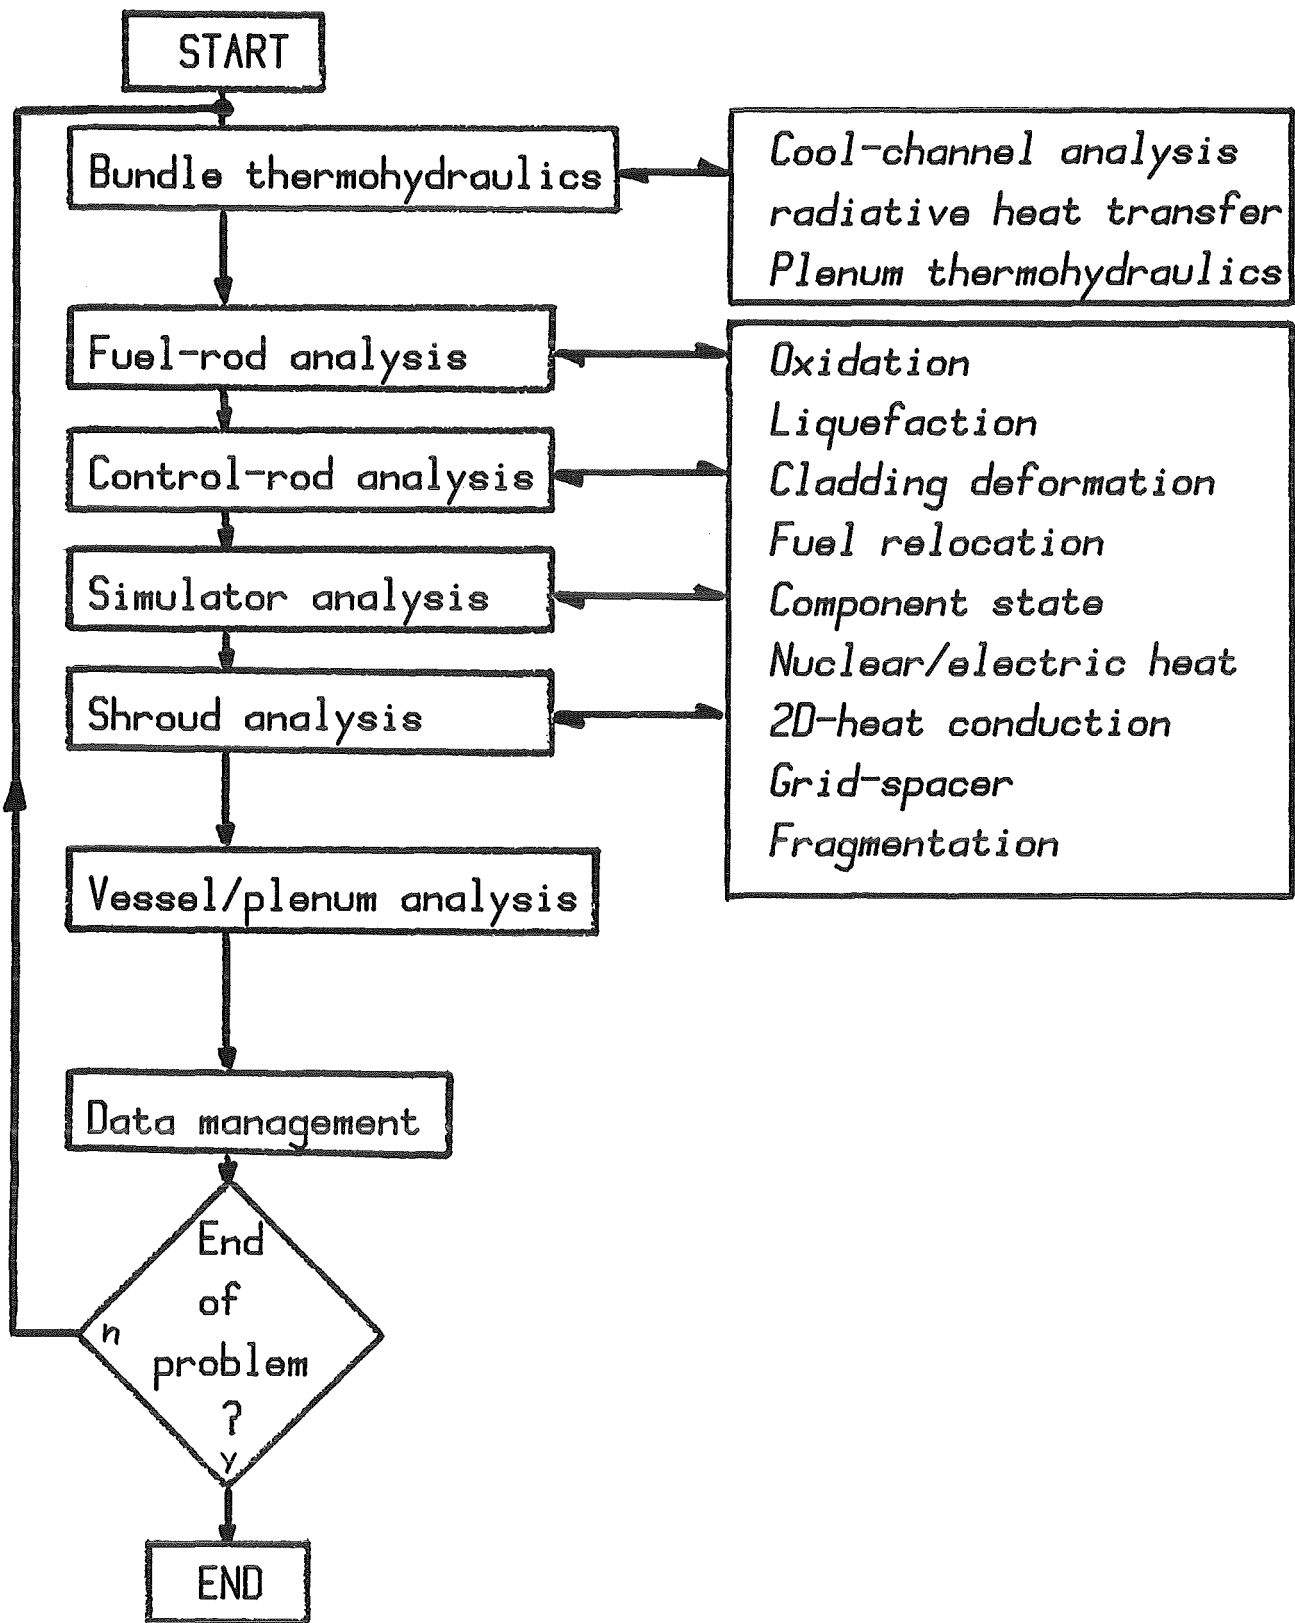 START
Bundle thermohydraulics
Cool-channel analysis
radiative heat transfer
Plenum thermohydraulics
Fuel-rod analysis
Control-rod analysis
Simulator analysis
Shroud analysis
Oxidation
Liquefaction
Cladding deformation
Fuel relocation
Component state
Nuclear/electric heat
2D-heat conduction
Grid-spacer
Fragmentation
Vessel/plenum analysis
Data management
End
of
n
problem
?
y
END